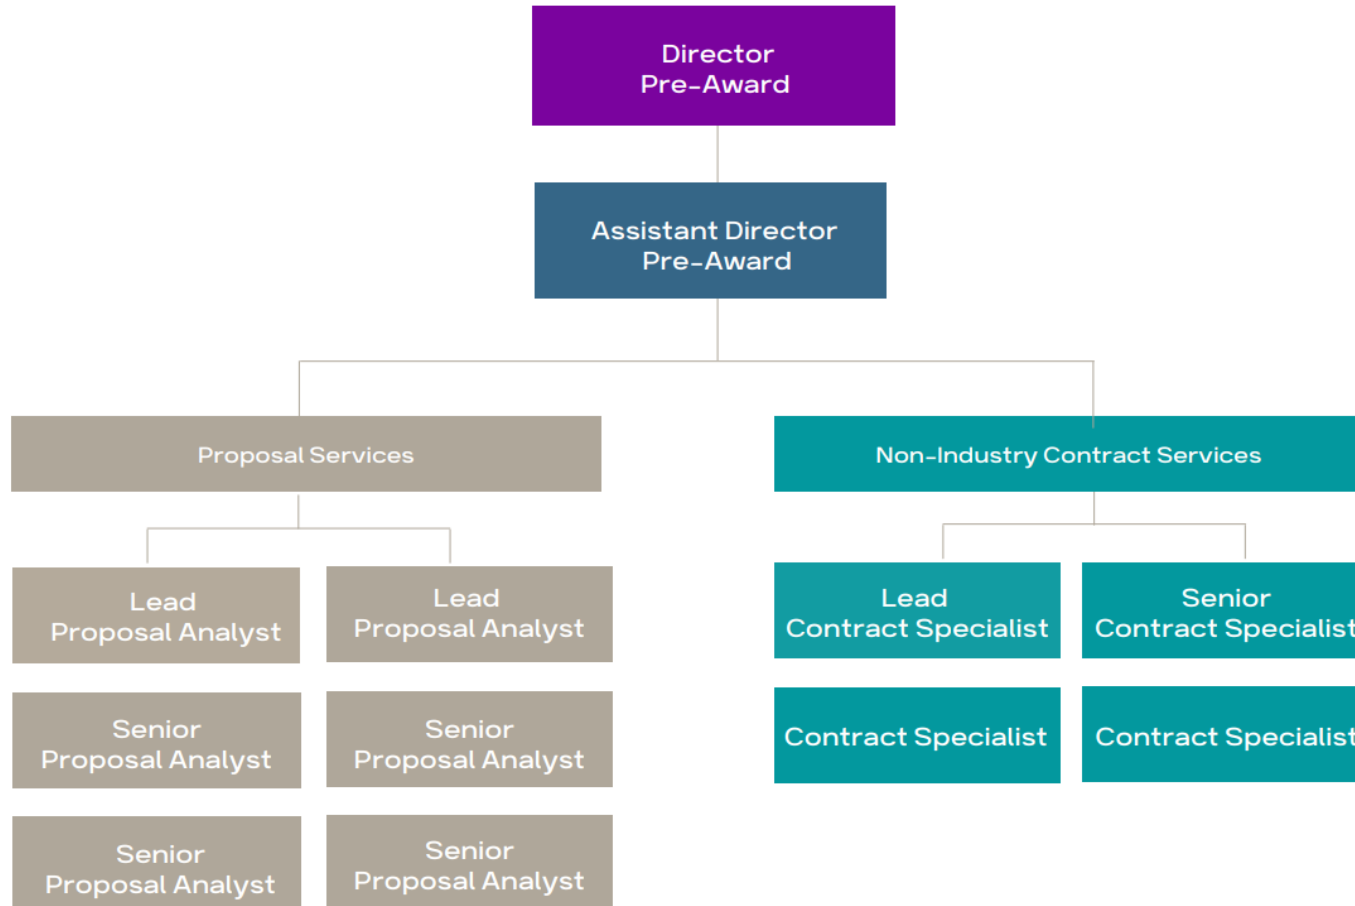 Director
Pre-Award
Assistant Director
Pre-Award
Proposal Services
Non-Industry Contract Services
Lead
Proposal Analyst
Lead
Proposal Analyst
Lead
Contract Specialist
Senior
Contract Specialist
Senior
Proposal Analyst
Senior
Proposal Analyst
Contract Specialist
Contract Specialist
Senior
Proposal Analyst
Senior
Proposal Analyst